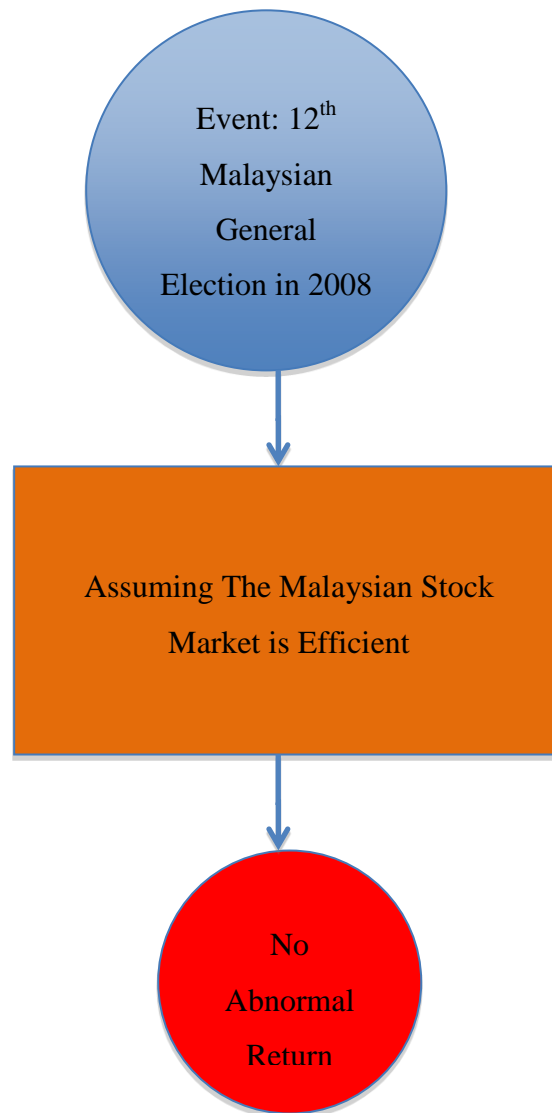 Event: 12th
Malaysian
General
Election in 2008
Assuming The Malaysian Stock
Market is Efficient
No
Abnormal
Return